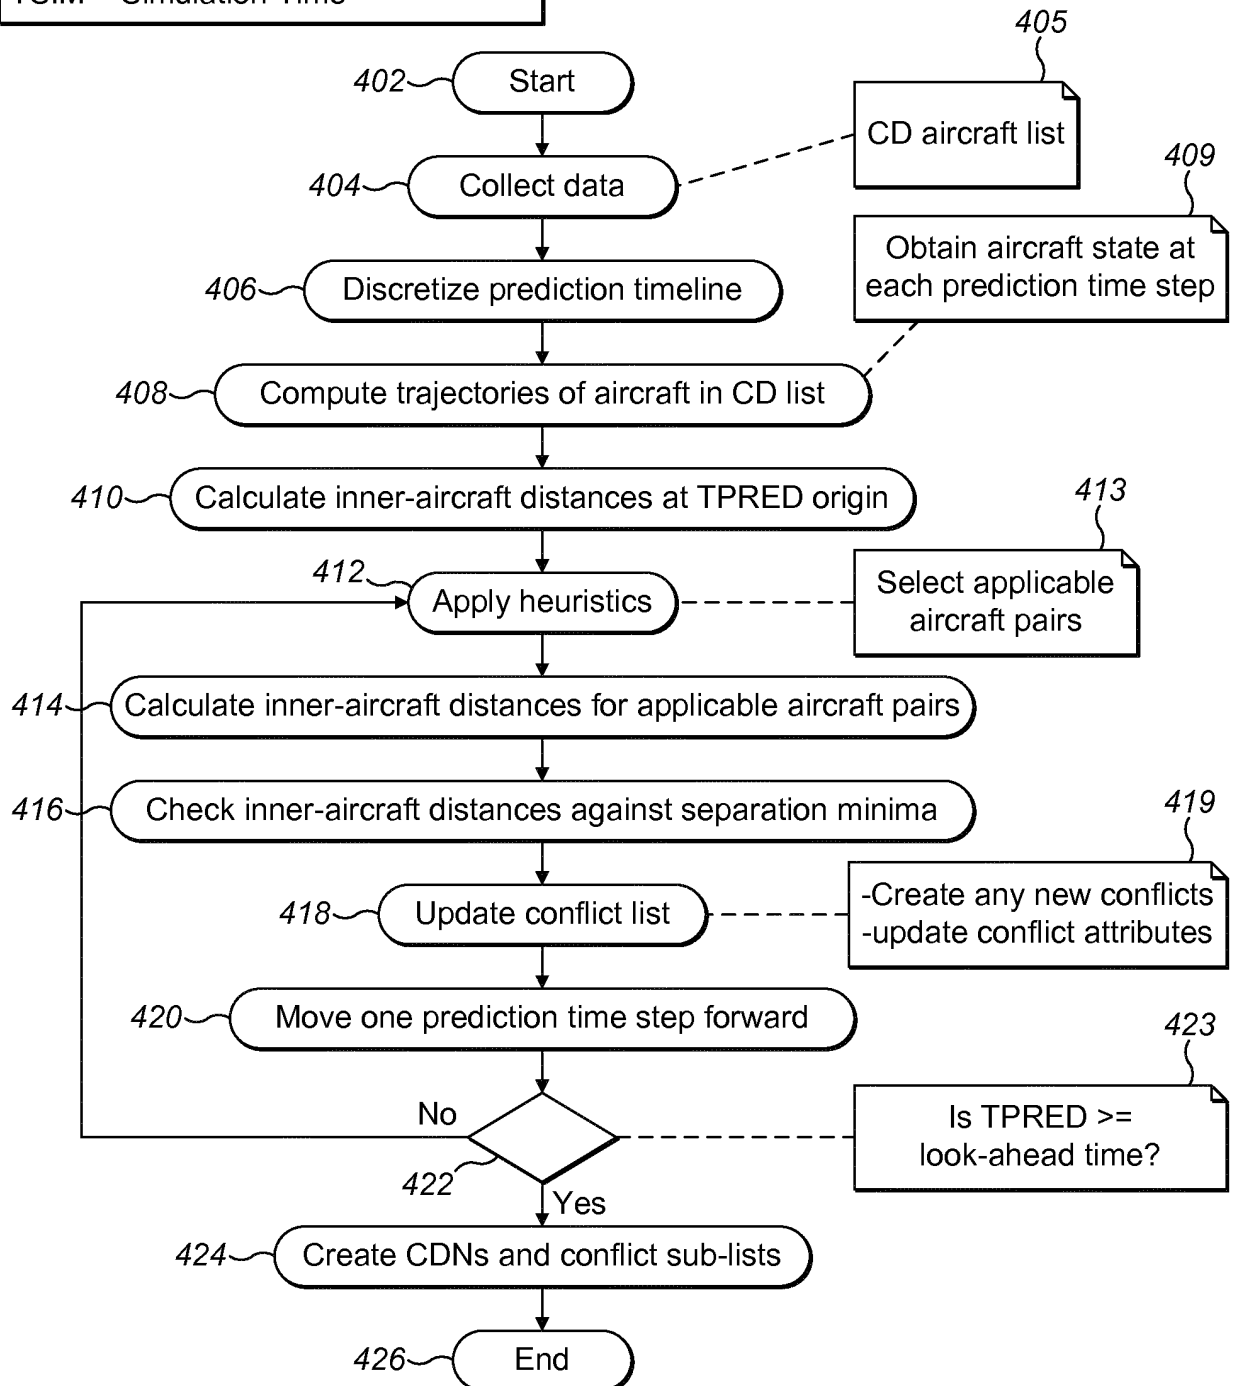 405
402
Start
CD aircraft list
409
404
Collect data
Obtain aircraft state at
each prediction time step
406
Discretize prediction timeline
408
Compute trajectories of aircraft in CD list
410
Calculate inner-aircraft distances at TPRED origin
413
412
Apply heuristics
Select applicable
aircraft pairs
414
Calculate inner-aircraft distances for applicable aircraft pairs
416
Check inner-aircraft distances against separation minima
419
418
Update conflict list
-Create any new conflicts
-update conflict attributes
420
Move one prediction time step forward
423
No
Is TPRED >=
look-ahead time?
422
Yes
424
Create CDNs and conflict sub-lists
426
End